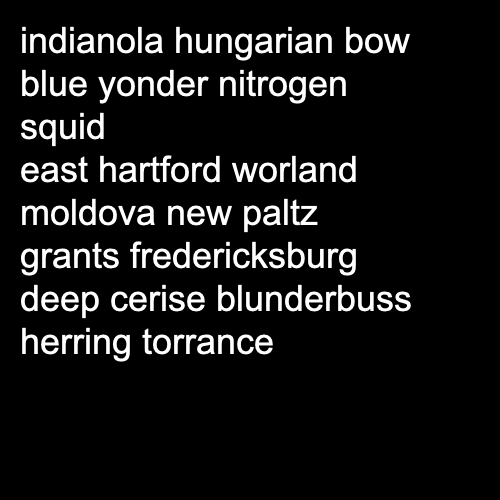 indianola hungarian bow
blue yonder nitrogen
squid
east hartford worland
moldova new paltz
grants fredericksburg
deep cerise blunderbuss
herring torrance